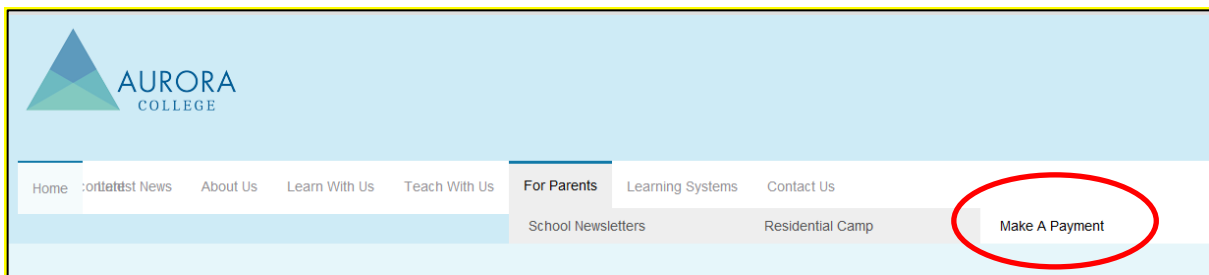 AURORA
COLLEGE
Home Latest News About Us Learn With Us Teach With Us For Parents Learning Systems Contact Us
School Newsletters Residential Camp Make A Payment